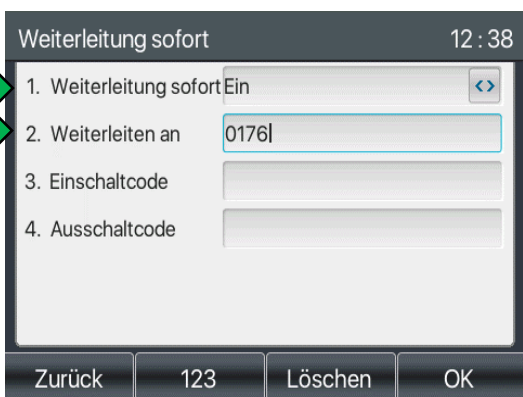 Weiterleitung sofort 12:38
1. Weiterleitung sofort Ein
2. Weiterleiten an 0176
3. Einschaltcode
4. Ausschaltcode
Zurück 123 Löschen OK